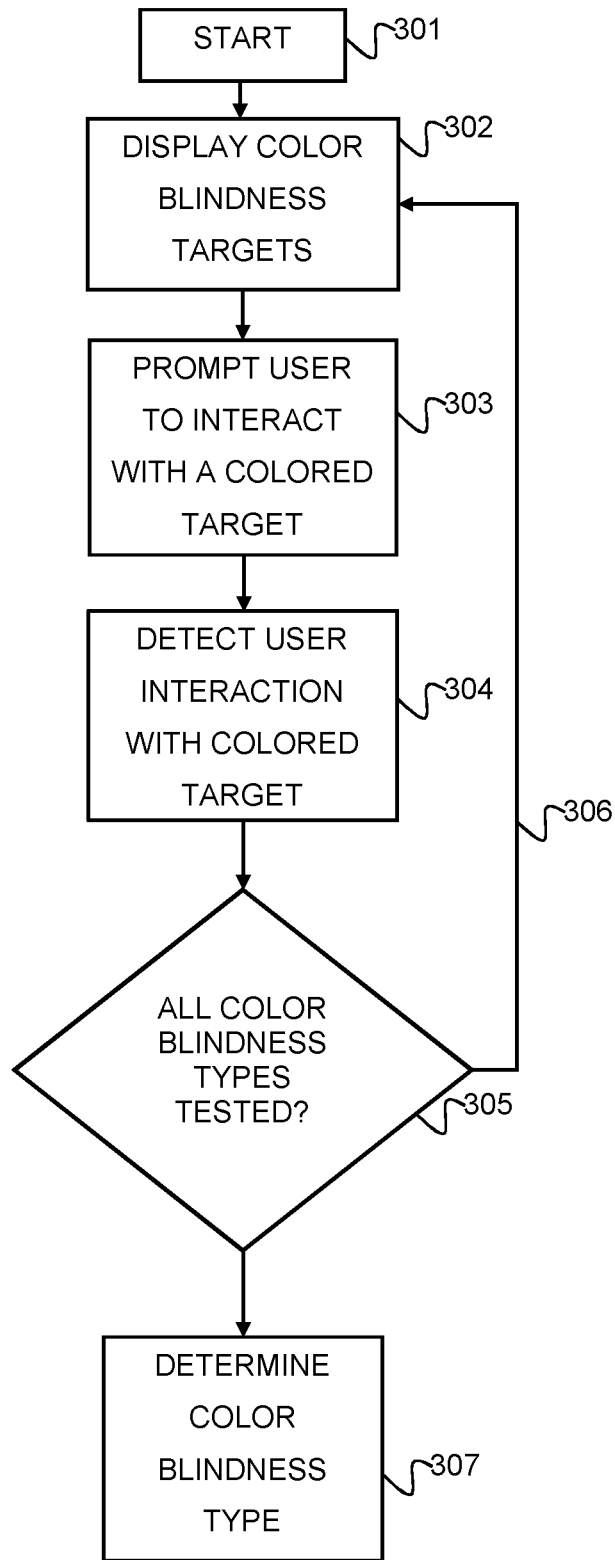 START
301
DISPLAY COLOR
BLINDNESS
TARGETS
302
PROMPT USER
TO INTERACT
WITH A COLORED
TARGET
303
DETECT USER
INTERACTION
WITH COLORED
TARGET
304
306
ALL COLOR
BLINDNESS
TYPES
TESTED?
305
DETERMINE
COLOR
BLINDNESS
TYPE
307